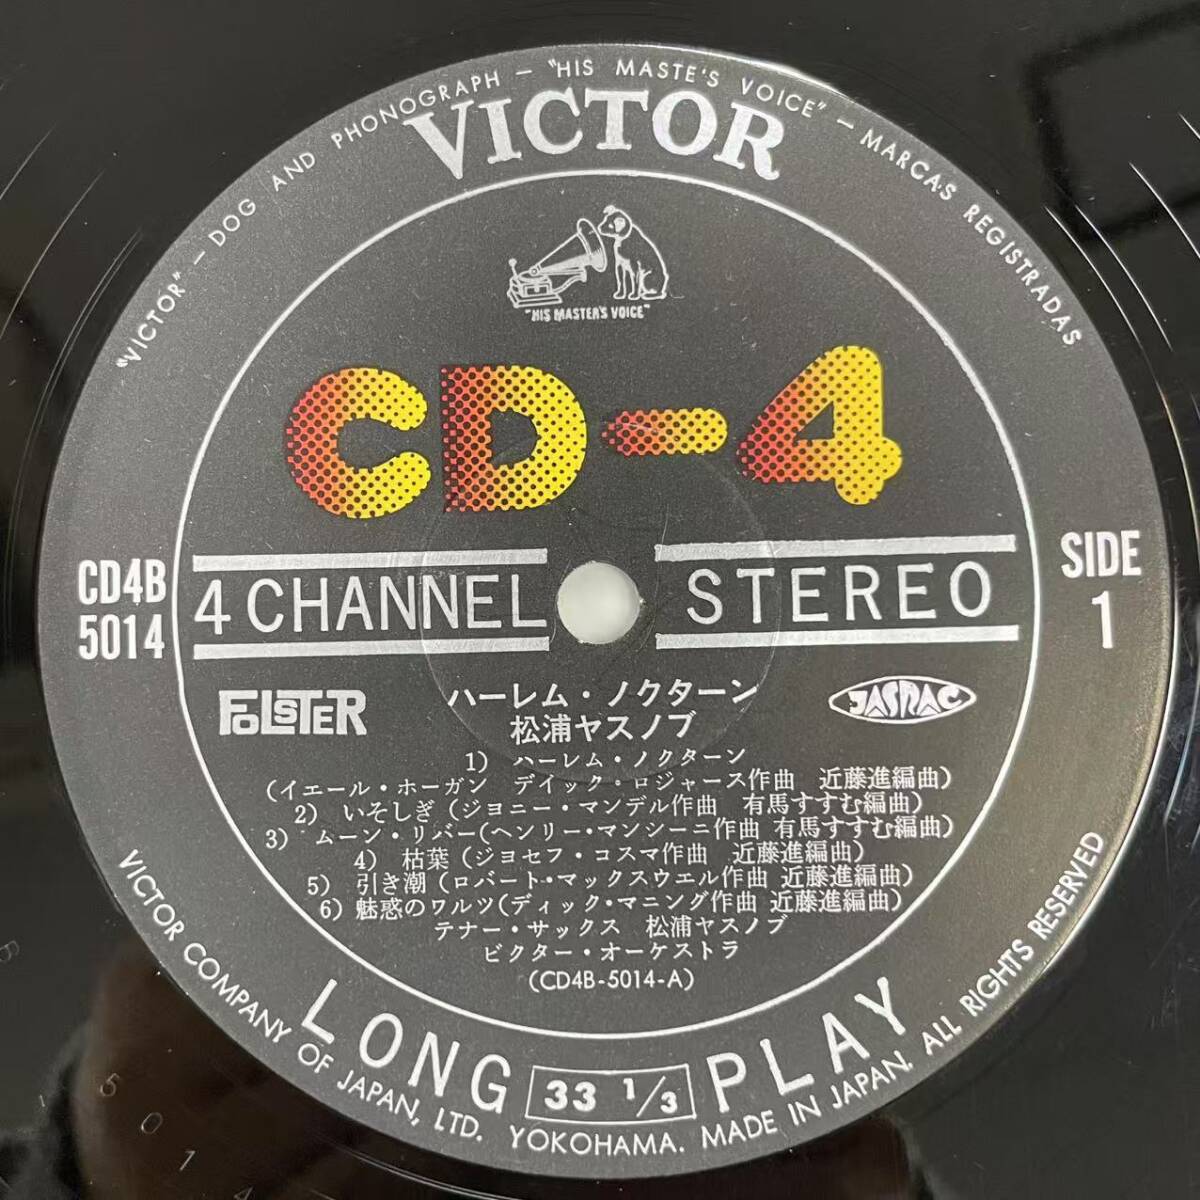 "VICTOR" — DOG AND PHONOGRAPH — "HIS MASTE'S VOICE" — MARCAS REGISTRADAS
VICTOR
"HIS MASTER'S VOICE"
CD-4
CD4B
5014
4 CHANNEL STEREO
SIDE
1
FOLSTER
JASRAC
ハーレム・ノクターン
松浦ヤスノブ
1) ハーレム・ノクターン
(イエール・ホーガン デイック・ロジャース作曲 近藤進編曲)
2) いそしぎ (ジョニー・マンデル作曲 有馬すすむ編曲)
3) ムーン・リバー(ヘンリー・マンシーニ作曲 有馬すすむ編曲)
4) 枯葉 (ジョセフ・コスマ作曲 近藤進編曲)
5) 引き潮 (ロバート・マックスウエル作曲 近藤進編曲)
6) 魅惑のワルツ(ディック・マニング作曲 近藤進編曲)
テナー・サックス 松浦ヤスノブ
ビクター・オーケストラ
(CD4B-5014-A)
LONG 33 1/3 PLAY
VICTOR COMPANY OF JAPAN, LTD. YOKOHAMA. MADE IN JAPAN. ALL RIGHTS RESERVED
5 0 1 4